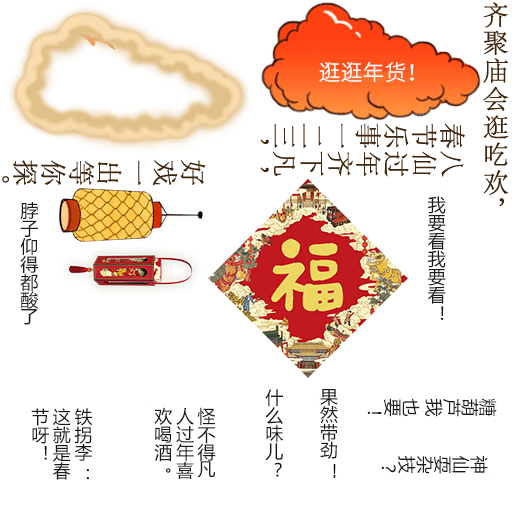 逛逛年货!
齐聚庙会逛吃欢,
八仙过年齐下凡,
春节乐事一二三,
好戏一出等你探。
脖子仰得都酸了
福
我要看我要看!
铁拐李:
这就是春
节呀!
怪不得凡
人过年喜
欢喝酒。
什么味儿?
果然带劲!
糖葫芦我也要!
神仙耍杂技?